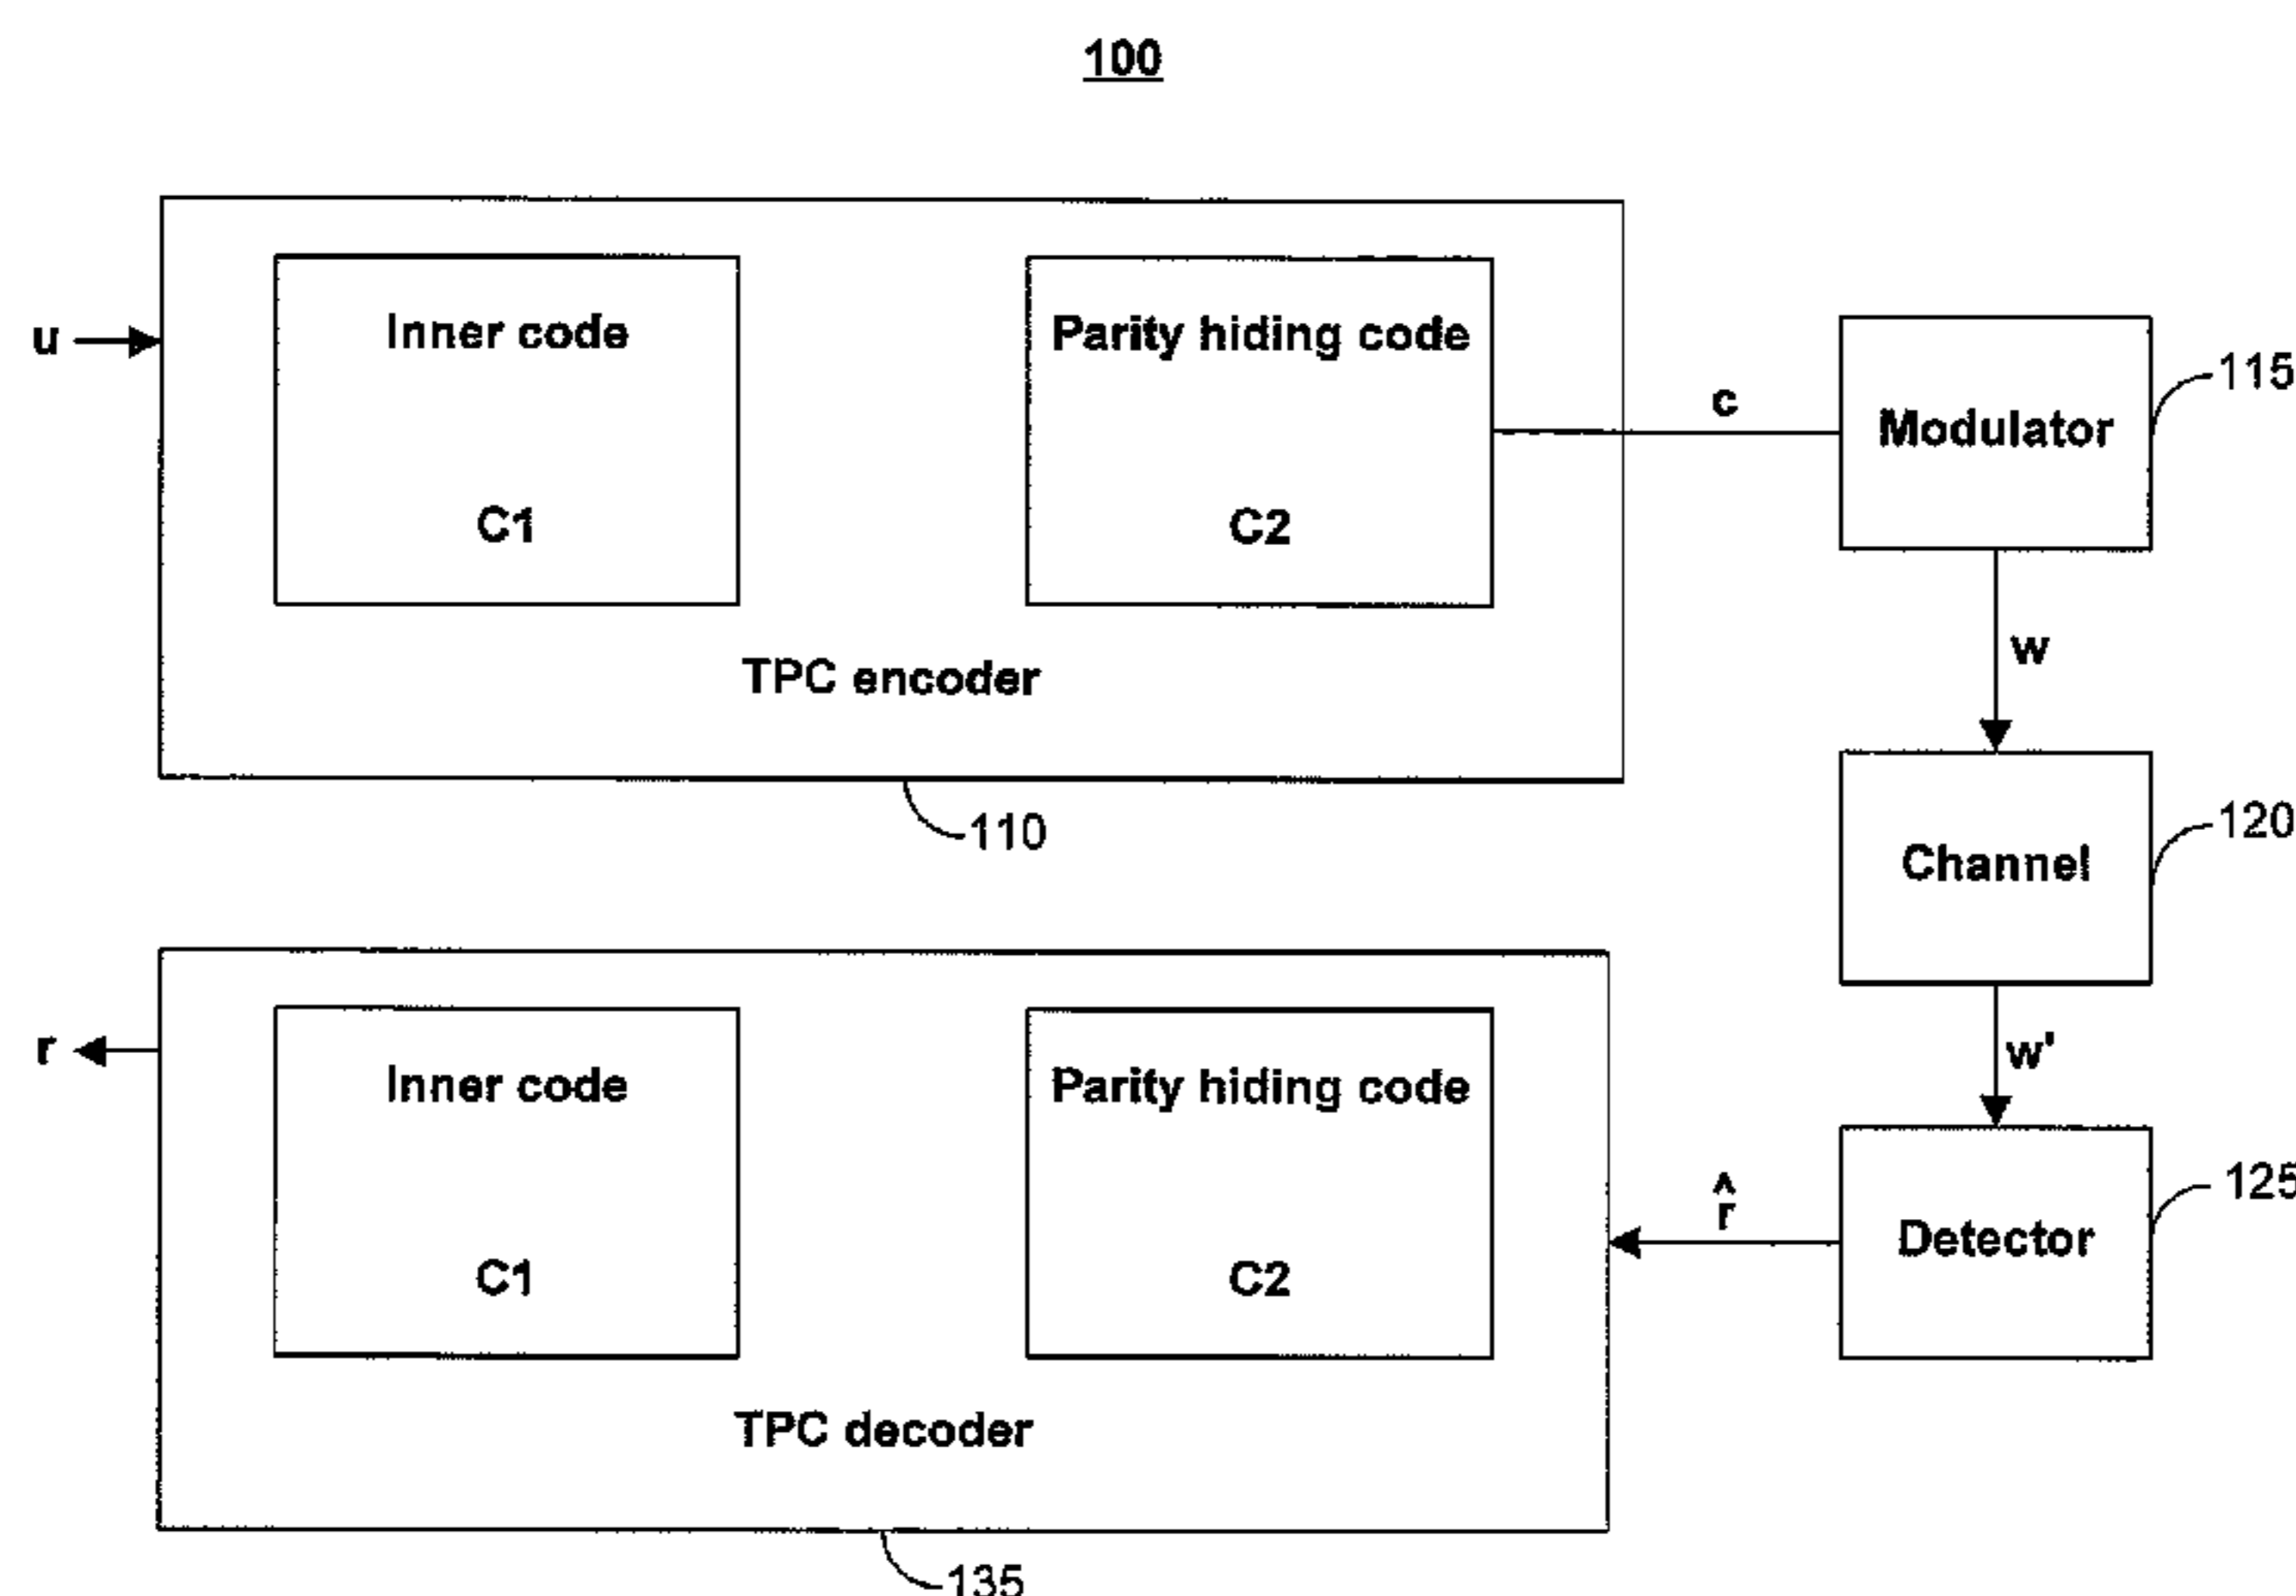 100
u
Inner code
C1
Parity hiding code
C2
TPC encoder
110
c
Modulator
115
w
Channel
120
w'
Detector
125
r̂
Inner code
C1
Parity hiding code
C2
TPC decoder
135
r